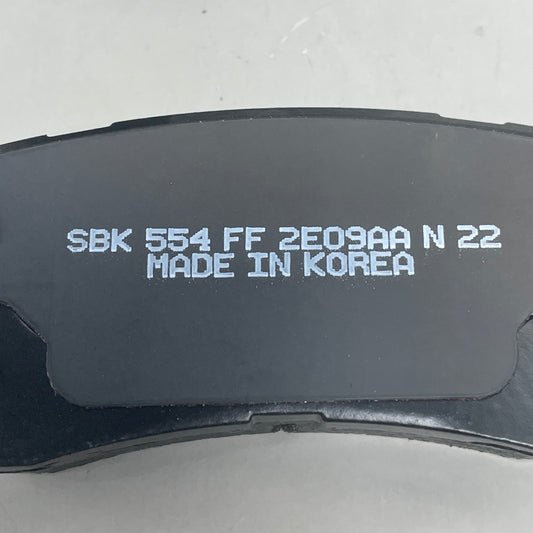 SBK 554 FF 2E09AA N 22
MADE IN KOREA